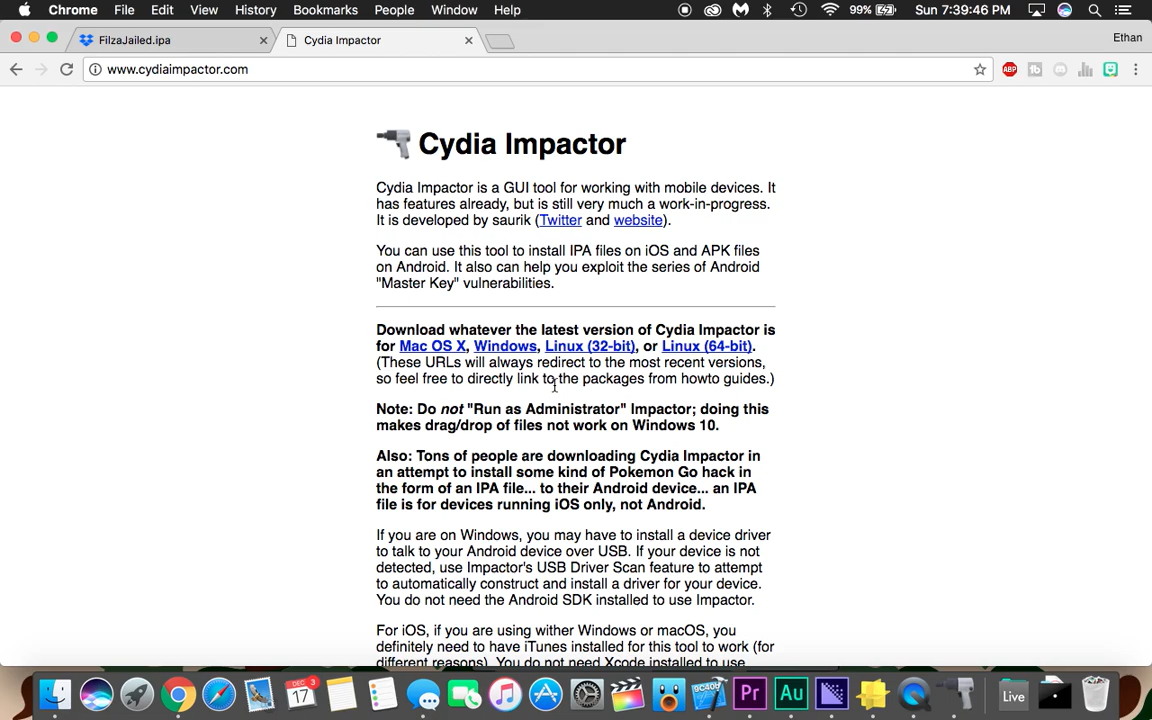 Chrome File Edit View History Bookmarks People Window Help 99% Sun 7:39:46 PM
FilzaJailed.ipa Cydia Impactor Ethan
www.cydiaimpactor.com
ABP
Cydia Impactor
Cydia Impactor is a GUI tool for working with mobile devices. It
has features already, but is still very much a work-in-progress.
It is developed by saurik (Twitter and website).
You can use this tool to install IPA files on iOS and APK files
on Android. It also can help you exploit the series of Android
"Master Key" vulnerabilities.
Download whatever the latest version of Cydia Impactor is
for Mac OS X, Windows, Linux (32-bit), or Linux (64-bit).
(These URLs will always redirect to the most recent versions,
so feel free to directly link to the packages from howto guides.)
Note: Do not "Run as Administrator" Impactor; doing this
makes drag/drop of files not work on Windows 10.
Also: Tons of people are downloading Cydia Impactor in
an attempt to install some kind of Pokemon Go hack in
the form of an IPA file... to their Android device... an IPA
file is for devices running iOS only, not Android.
If you are on Windows, you may have to install a device driver
to talk to your Android device over USB. If your device is not
detected, use Impactor's USB Driver Scan feature to attempt
to automatically construct and install a driver for your device.
You do not need the Android SDK installed to use Impactor.
For iOS, if you are using wither Windows or macOS, you
definitely need to have iTunes installed for this tool to work (for
different reasons). You do not need Xcode installed to use
DEC 17 3 Pr Au Live